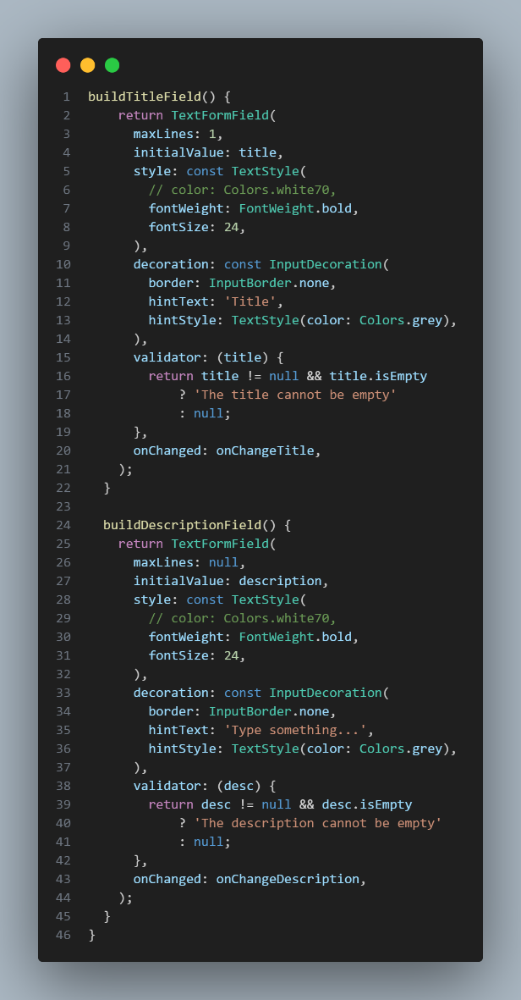 1 buildTitleField() {
2     return TextFormField(
3       maxLines: 1,
4       initialValue: title,
5       style: const TextStyle(
6         // color: Colors.white70,
7         fontWeight: FontWeight.bold,
8         fontSize: 24,
9       ),
10       decoration: const InputDecoration(
11         border: InputBorder.none,
12         hintText: 'Title',
13         hintStyle: TextStyle(color: Colors.grey),
14       ),
15       validator: (title) {
16         return title != null && title.isEmpty
17             ? 'The title cannot be empty'
18             : null;
19       },
20       onChanged: onChangeTitle,
21     );
22   }
23
24   buildDescriptionField() {
25     return TextFormField(
26       maxLines: null,
27       initialValue: description,
28       style: const TextStyle(
29         // color: Colors.white70,
30         fontWeight: FontWeight.bold,
31         fontSize: 24,
32       ),
33       decoration: const InputDecoration(
34         border: InputBorder.none,
35         hintText: 'Type something...',
36         hintStyle: TextStyle(color: Colors.grey),
37       ),
38       validator: (desc) {
39         return desc != null && desc.isEmpty
40             ? 'The description cannot be empty'
41             : null;
42       },
43       onChanged: onChangeDescription,
44     );
45   }
46 }